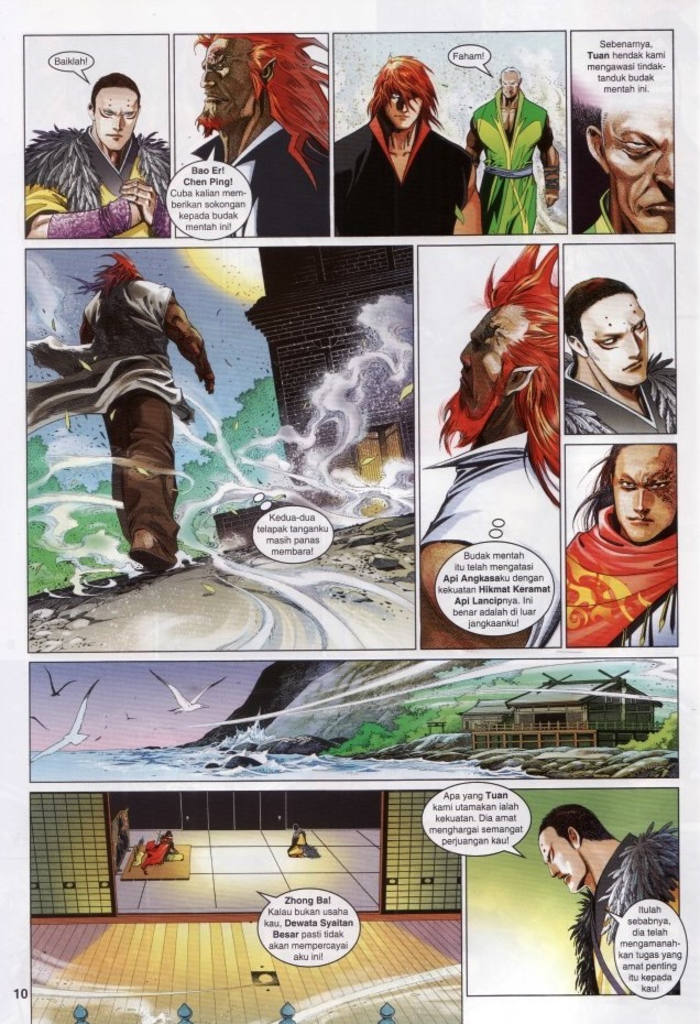 Baiklah!
Bao Er!
Chen Ping!
Cuba kalian mem-
berikan sokongan
kepada budak
mentah ini!
Faham!
Sebenarnya,
Tuan hendak kami
mengawasi tindak-
tanduk budak
mentah ini.
Kedua-dua
telapak tanganku
masih panas
membara!
Budak mentah
itu telah mengatasi
Api Angkasaku dengan
kekuatan Hikmat Keramat
Api Lancipnya. Ini
benar adalah di luar
jangkaanku!
Zhong Ba!
Kalau bukan usaha
kau, Dewata Syaitan
Besar pasti tidak
akan mempercayai
aku ini!
Apa yang Tuan
kami utamakan ialah
kekuatan. Dia amat
menghargai semangat
perjuangan kau!
Itulah
sebabnya,
dia telah
mengamanah-
kan tugas yang
amat penting
itu kepada
kau!
10